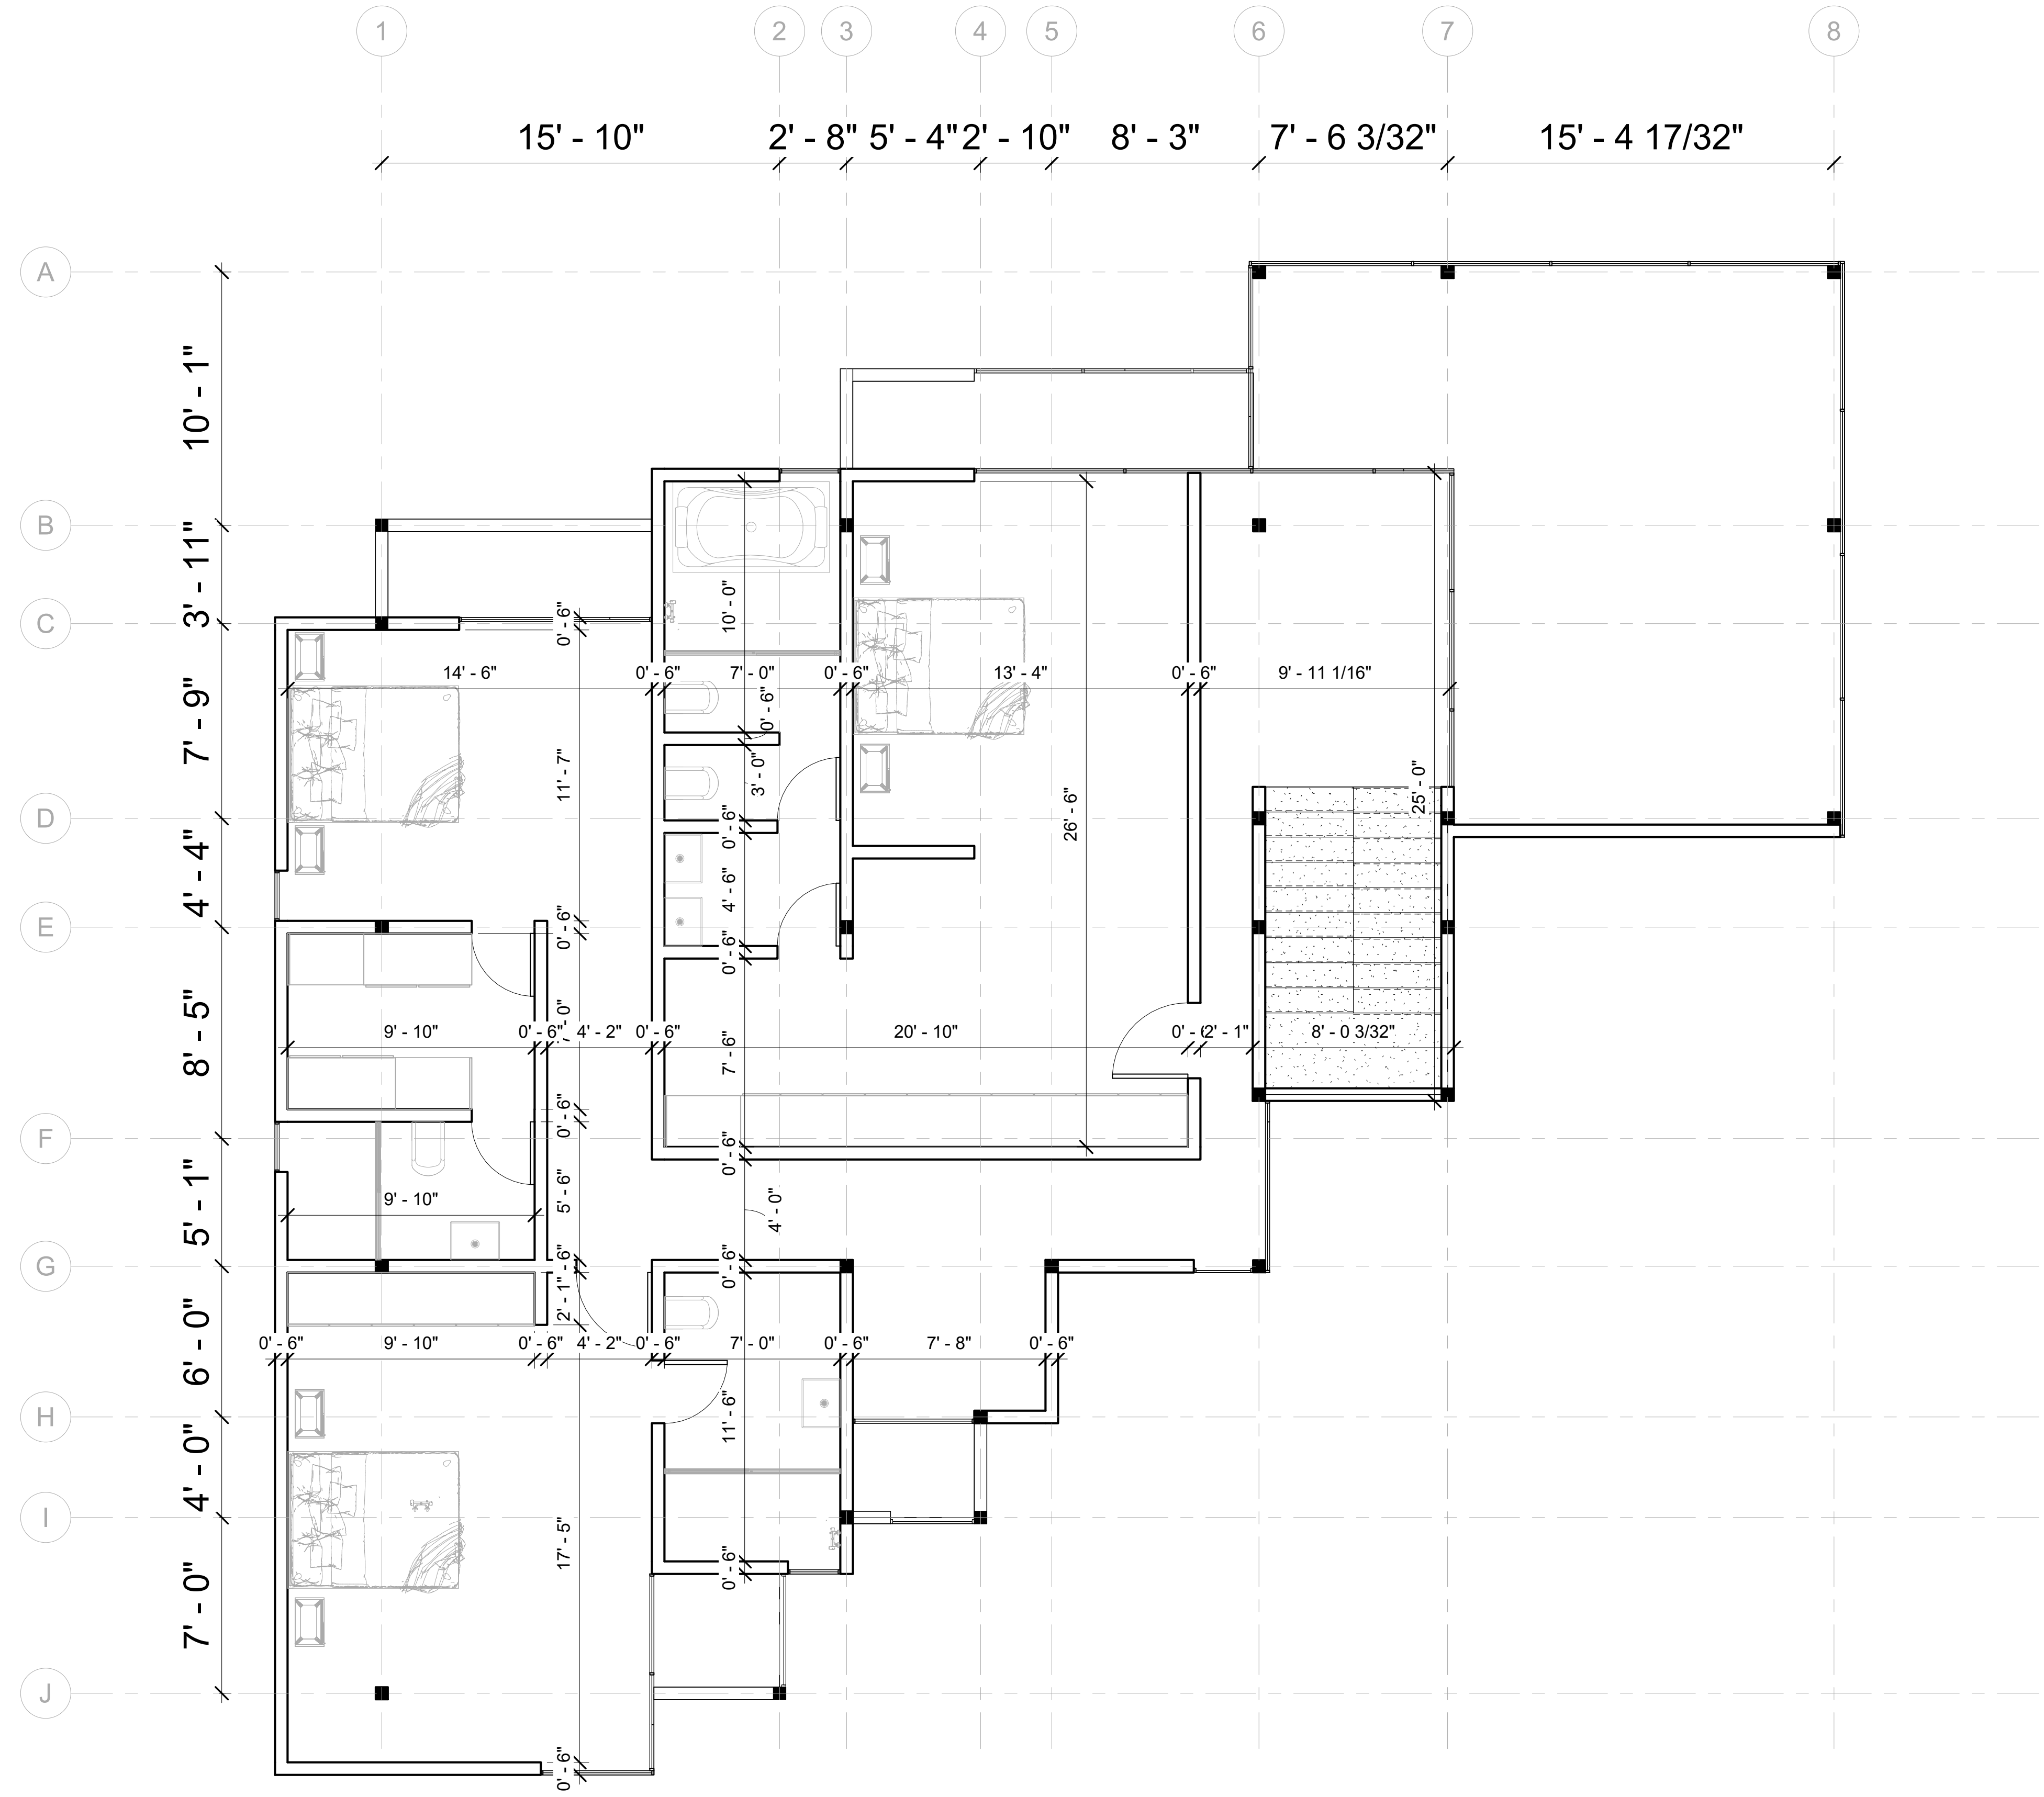 1 2 3 4 5 6 7 8
15' - 10" 2' - 8" 5' - 4" 2' - 10" 8' - 3" 7' - 6 3/32" 15' - 4 17/32"
A
10' - 1"
B
3' - 11"
C
7' - 9"
D
4' - 4"
E
8' - 5"
F
5' - 1"
G
6' - 0"
H
4' - 0"
I
7' - 0"
J
0' - 6"
10' - 0"
14' - 6" 0' - 6" 7' - 0" 0' - 6" 13' - 4" 0' - 6" 9' - 11 1/16"
0' - 6"
11' - 7"
3' - 0"
25' - 0"
26' - 6"
0' - 6"
4' - 6"
0' - 6"
0' - 6"
9' - 10" 0' - 6" 4' - 2" 0' - 6" 20' - 10" 2' - 1" 8' - 0 3/32"
7' - 6"
0' - 6"
0' - 6"
5' - 6"
9' - 10"
4' - 0"
0' - 6"
2' - 1"
0' - 6" 9' - 10" 0' - 6" 4' - 2" 0' - 6" 7' - 0" 0' - 6" 7' - 8" 0' - 6"
11' - 6"
17' - 5"
0' - 6"
0' - 6"